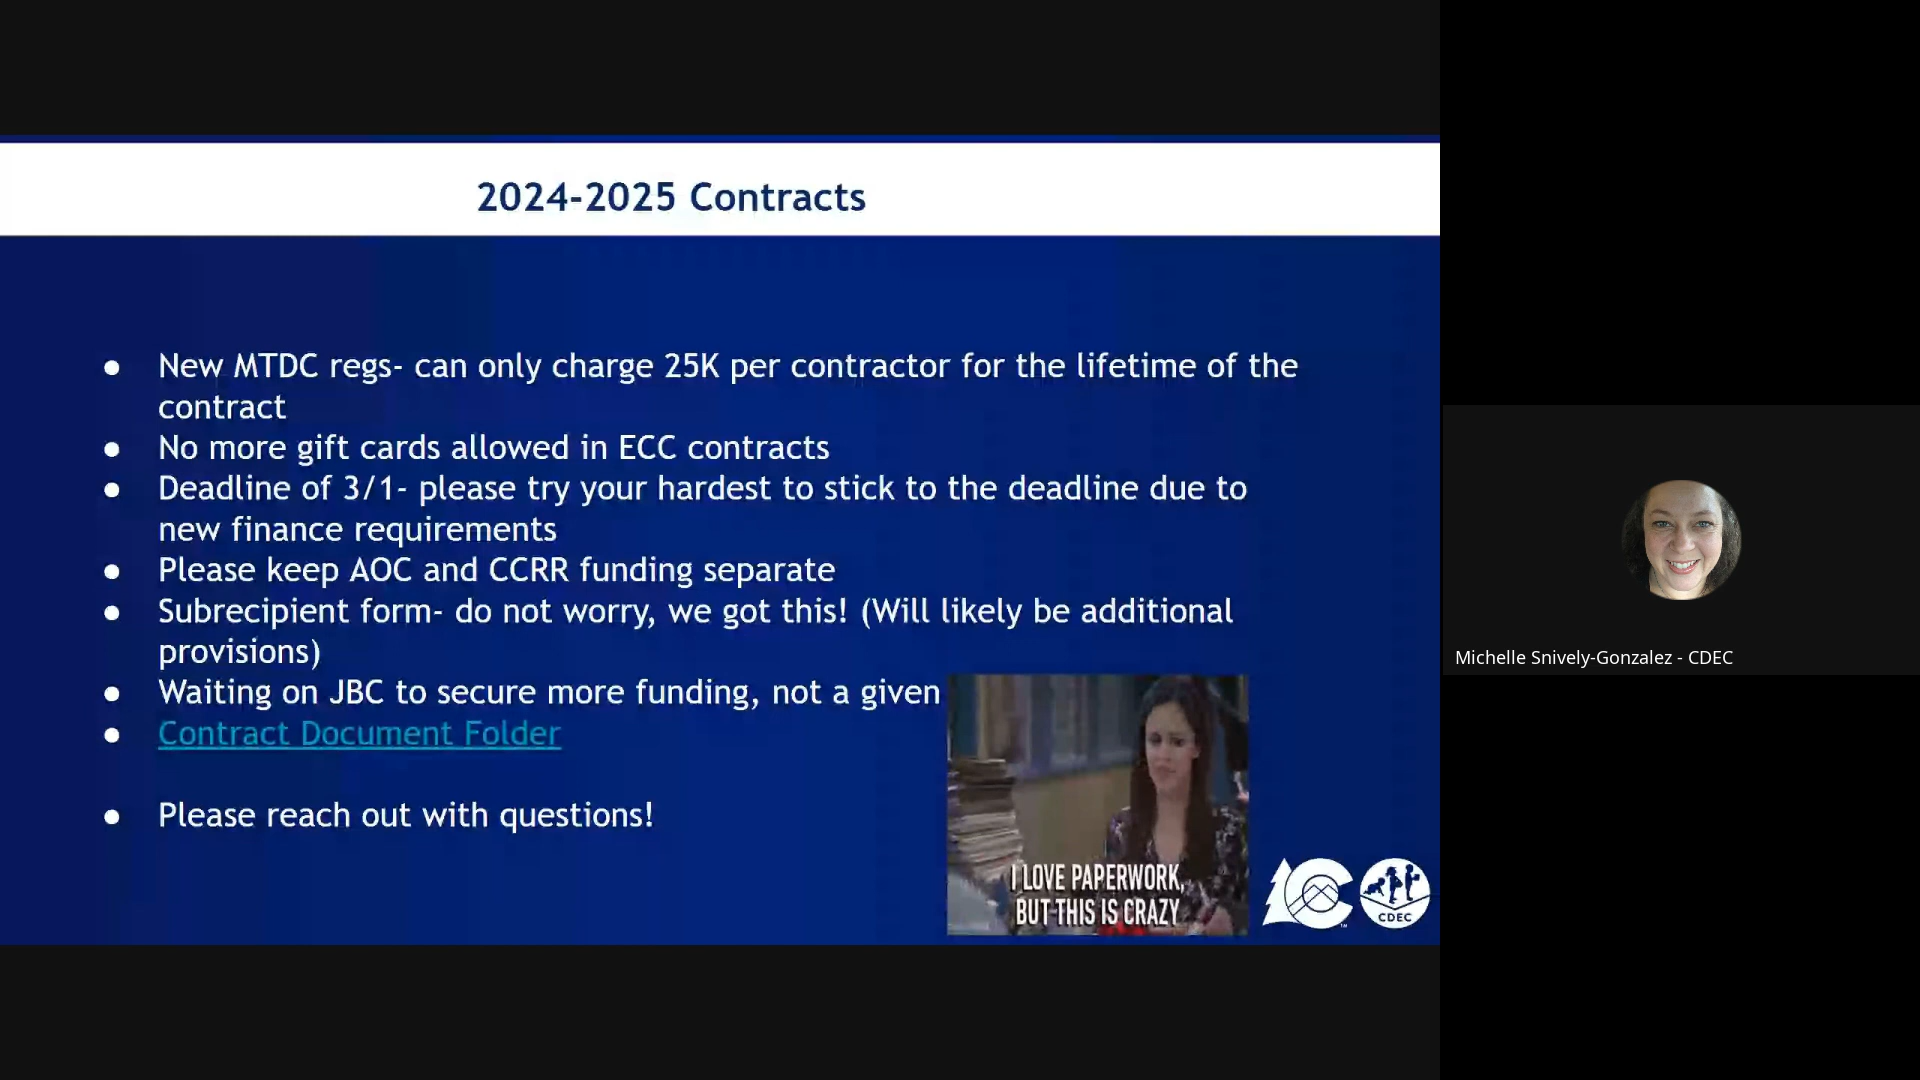 2024-2025 Contracts
● New MTDC regs- can only charge 25K per contractor for the lifetime of the
contract
● No more gift cards allowed in ECC contracts
● Deadline of 3/1- please try your hardest to stick to the deadline due to
new finance requirements
● Please keep AOC and CCRR funding separate
● Subrecipient form- do not worry, we got this! (Will likely be additional
provisions)
● Waiting on JBC to secure more funding, not a given
● Contract Document Folder
● Please reach out with questions!
I LOVE PAPERWORK,
BUT THIS IS CRAZY
CDEC
Michelle Snively-Gonzalez - CDEC